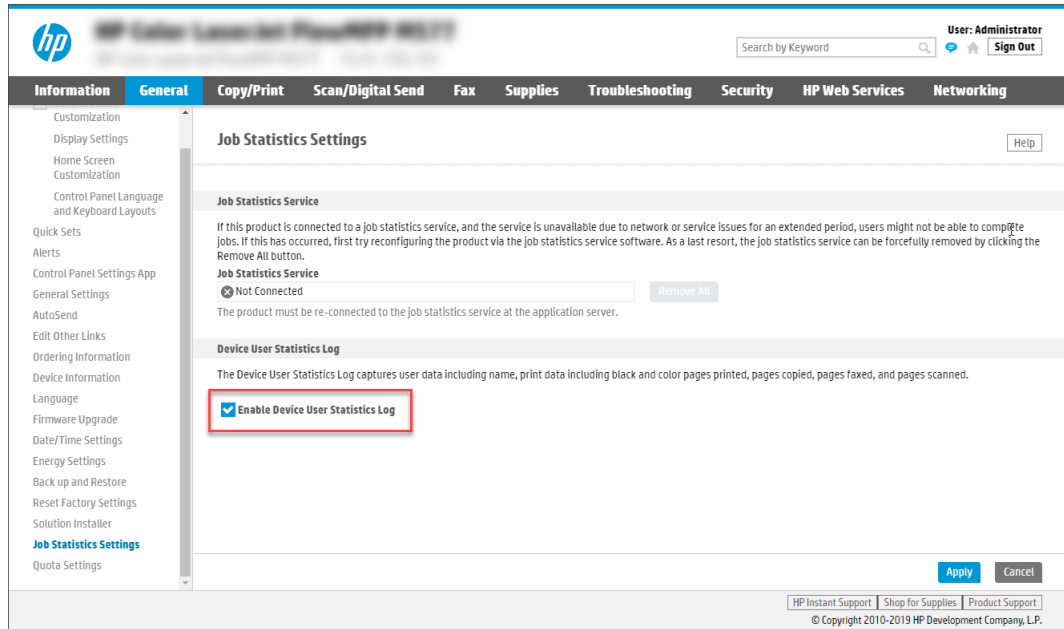 hp
User: Administrator
Search by Keyword
Sign Out
Information General Copy/Print Scan/Digital Send Fax Supplies Troubleshooting Security HP Web Services Networking
Customization
Display Settings
Home Screen
Customization
Control Panel Language
and Keyboard Layouts
Quick Sets
Alerts
Control Panel Settings App
General Settings
AutoSend
Edit Other Links
Ordering Information
Device Information
Language
Firmware Upgrade
Date/Time Settings
Energy Settings
Back up and Restore
Reset Factory Settings
Solution Installer
Job Statistics Settings
Quota Settings
Job Statistics Settings
Help
Job Statistics Service
If this product is connected to a job statistics service, and the service is unavailable due to network or service issues for an extended period, users might not be able to complete
jobs. If this has occurred, first try reconfiguring the product via the job statistics service software. As a last resort, the job statistics service can be forcefully removed by clicking the
Remove All button.
Job Statistics Service
Not Connected
Remove All
The product must be re-connected to the job statistics service at the application server.
Device User Statistics Log
The Device User Statistics Log captures user data including name, print data including black and color pages printed, pages copied, pages faxed, and pages scanned.
Enable Device User Statistics Log
Apply Cancel
HP Instant Support Shop for Supplies Product Support
© Copyright 2010-2019 HP Development Company, L.P.